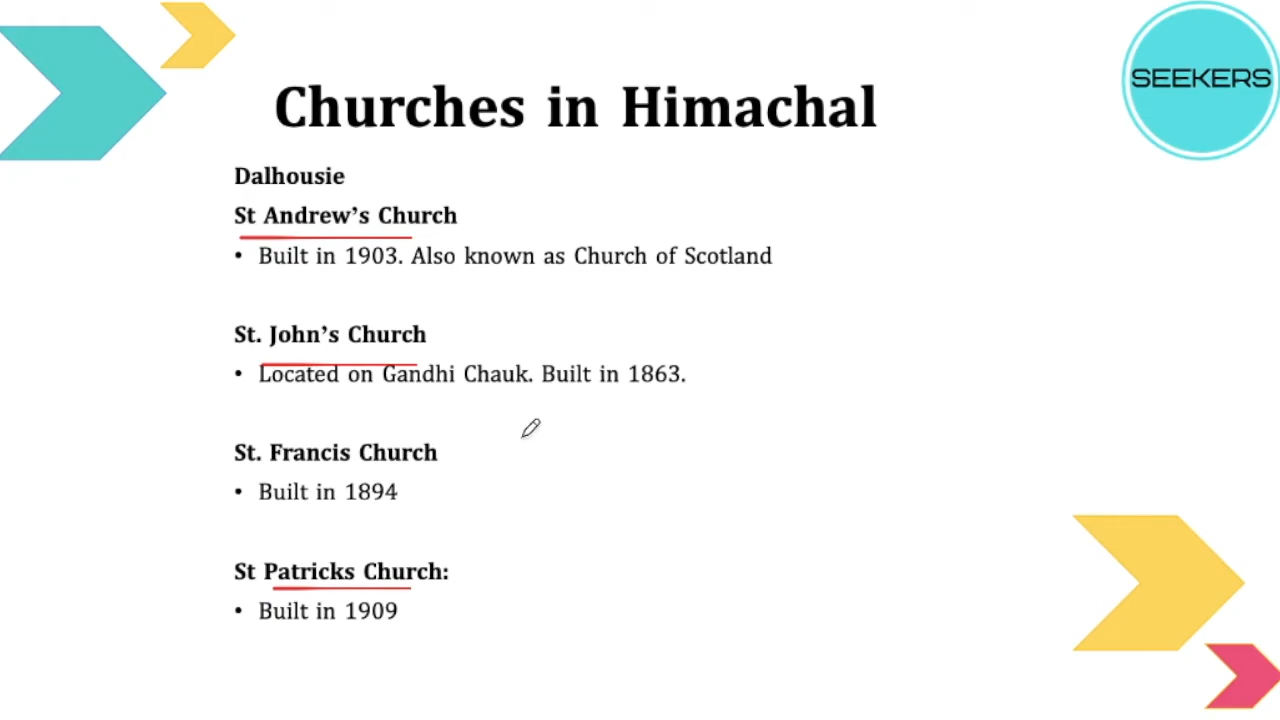 SEEKERS
Churches in Himachal
Dalhousie
St Andrew’s Church
• Built in 1903. Also known as Church of Scotland
St. John’s Church
• Located on Gandhi Chauk. Built in 1863.
St. Francis Church
• Built in 1894
St Patricks Church:
• Built in 1909